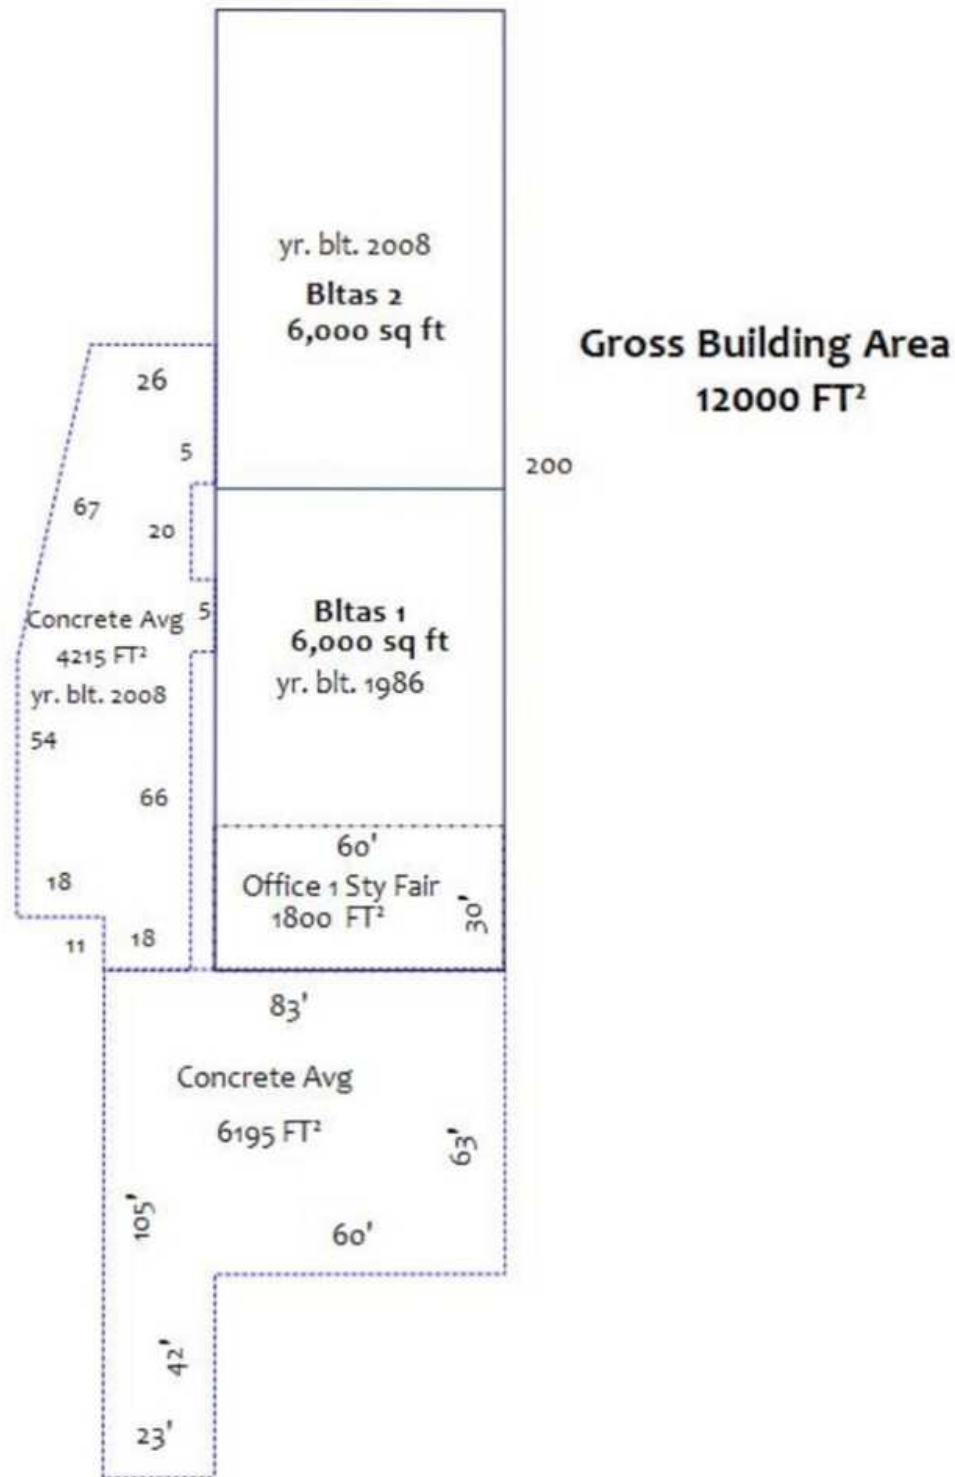 yr. blt. 2008
Bltas 2
6,000 sq ft
Gross Building Area
12000 FT²
26
5
200
67
20
5
Concrete Avg
4215 FT²
yr. blt. 2008
Bltas 1
6,000 sq ft
yr. blt. 1986
54
66
18
11
18
60'
Office 1 Sty Fair
1800 FT²
30'
83'
Concrete Avg
6195 FT²
63'
105'
60'
42'
23'